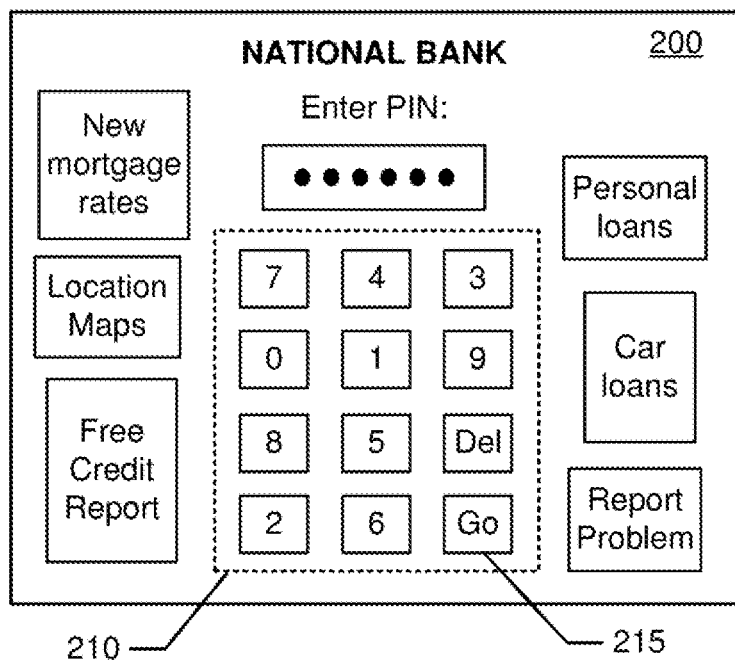 NATIONAL BANK
200
Enter PIN:
New
mortgage
rates
Location
Maps
Free
Credit
Report
7 4 3
0 1 9
8 5 Del
2 6 Go
Personal
loans
Car
loans
Report
Problem
210
215